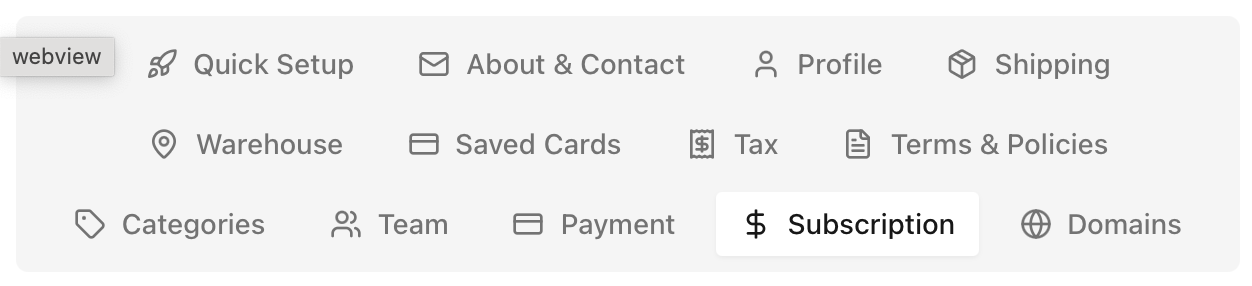 webview
Quick Setup About & Contact Profile Shipping
Warehouse Saved Cards Tax Terms & Policies
Categories Team Payment Subscription Domains